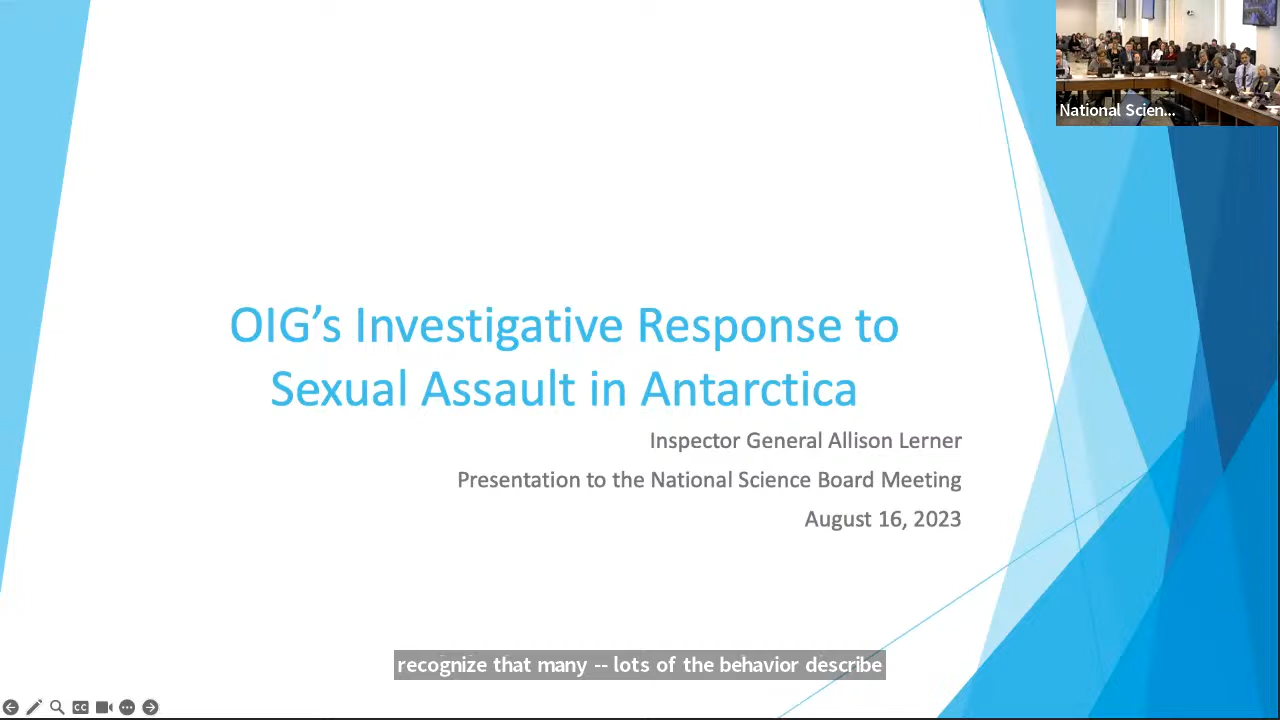 National Scien...
OIG's Investigative Response to
Sexual Assault in Antarctica
Inspector General Allison Lerner
Presentation to the National Science Board Meeting
August 16, 2023
recognize that many -- lots of the behavior describe
CC